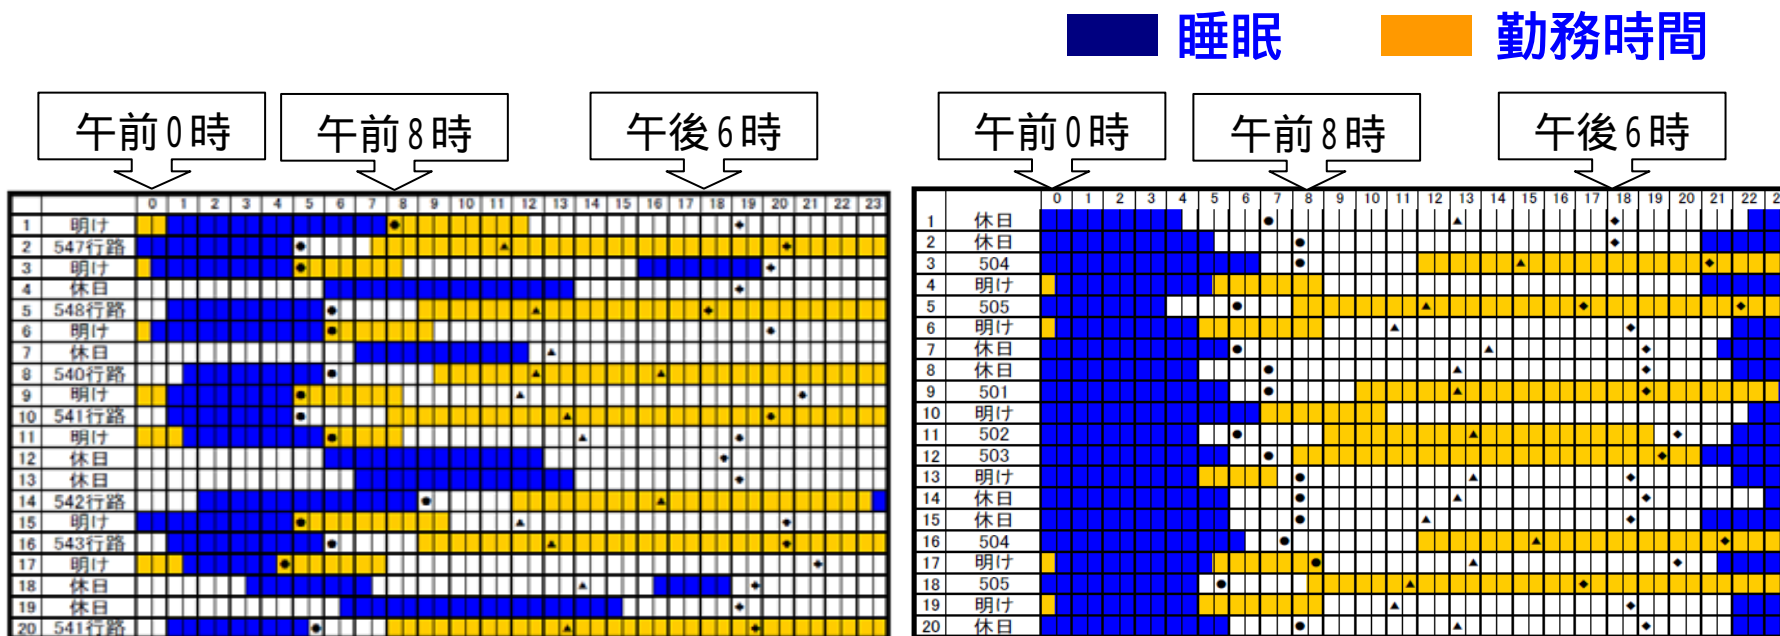 睡眠 勤務時間
午前0時 午前8時 午後6時 午前0時 午前8時 午後6時
0 1 2 3 4 5 6 7 8 9 10 11 12 13 14 15 16 17 18 19 20 21 22 23
1 明け
2 547行路
3 明け
4 休日
5 548行路
6 明け
7 休日
8 540行路
9 明け
10 541行路
11 明け
12 休日
13 休日
14 542行路
15 明け
16 543行路
17 明け
18 休日
19 休日
20 541行路
0 1 2 3 4 5 6 7 8 9 10 11 12 13 14 15 16 17 18 19 20 21 22 2
1 休日
2 休日
3 504
4 明け
5 505
6 明け
7 休日
8 休日
9 501
10 明け
11 502
12 503
13 明け
14 休日
15 休日
16 504
17 明け
18 505
19 明け
20 休日